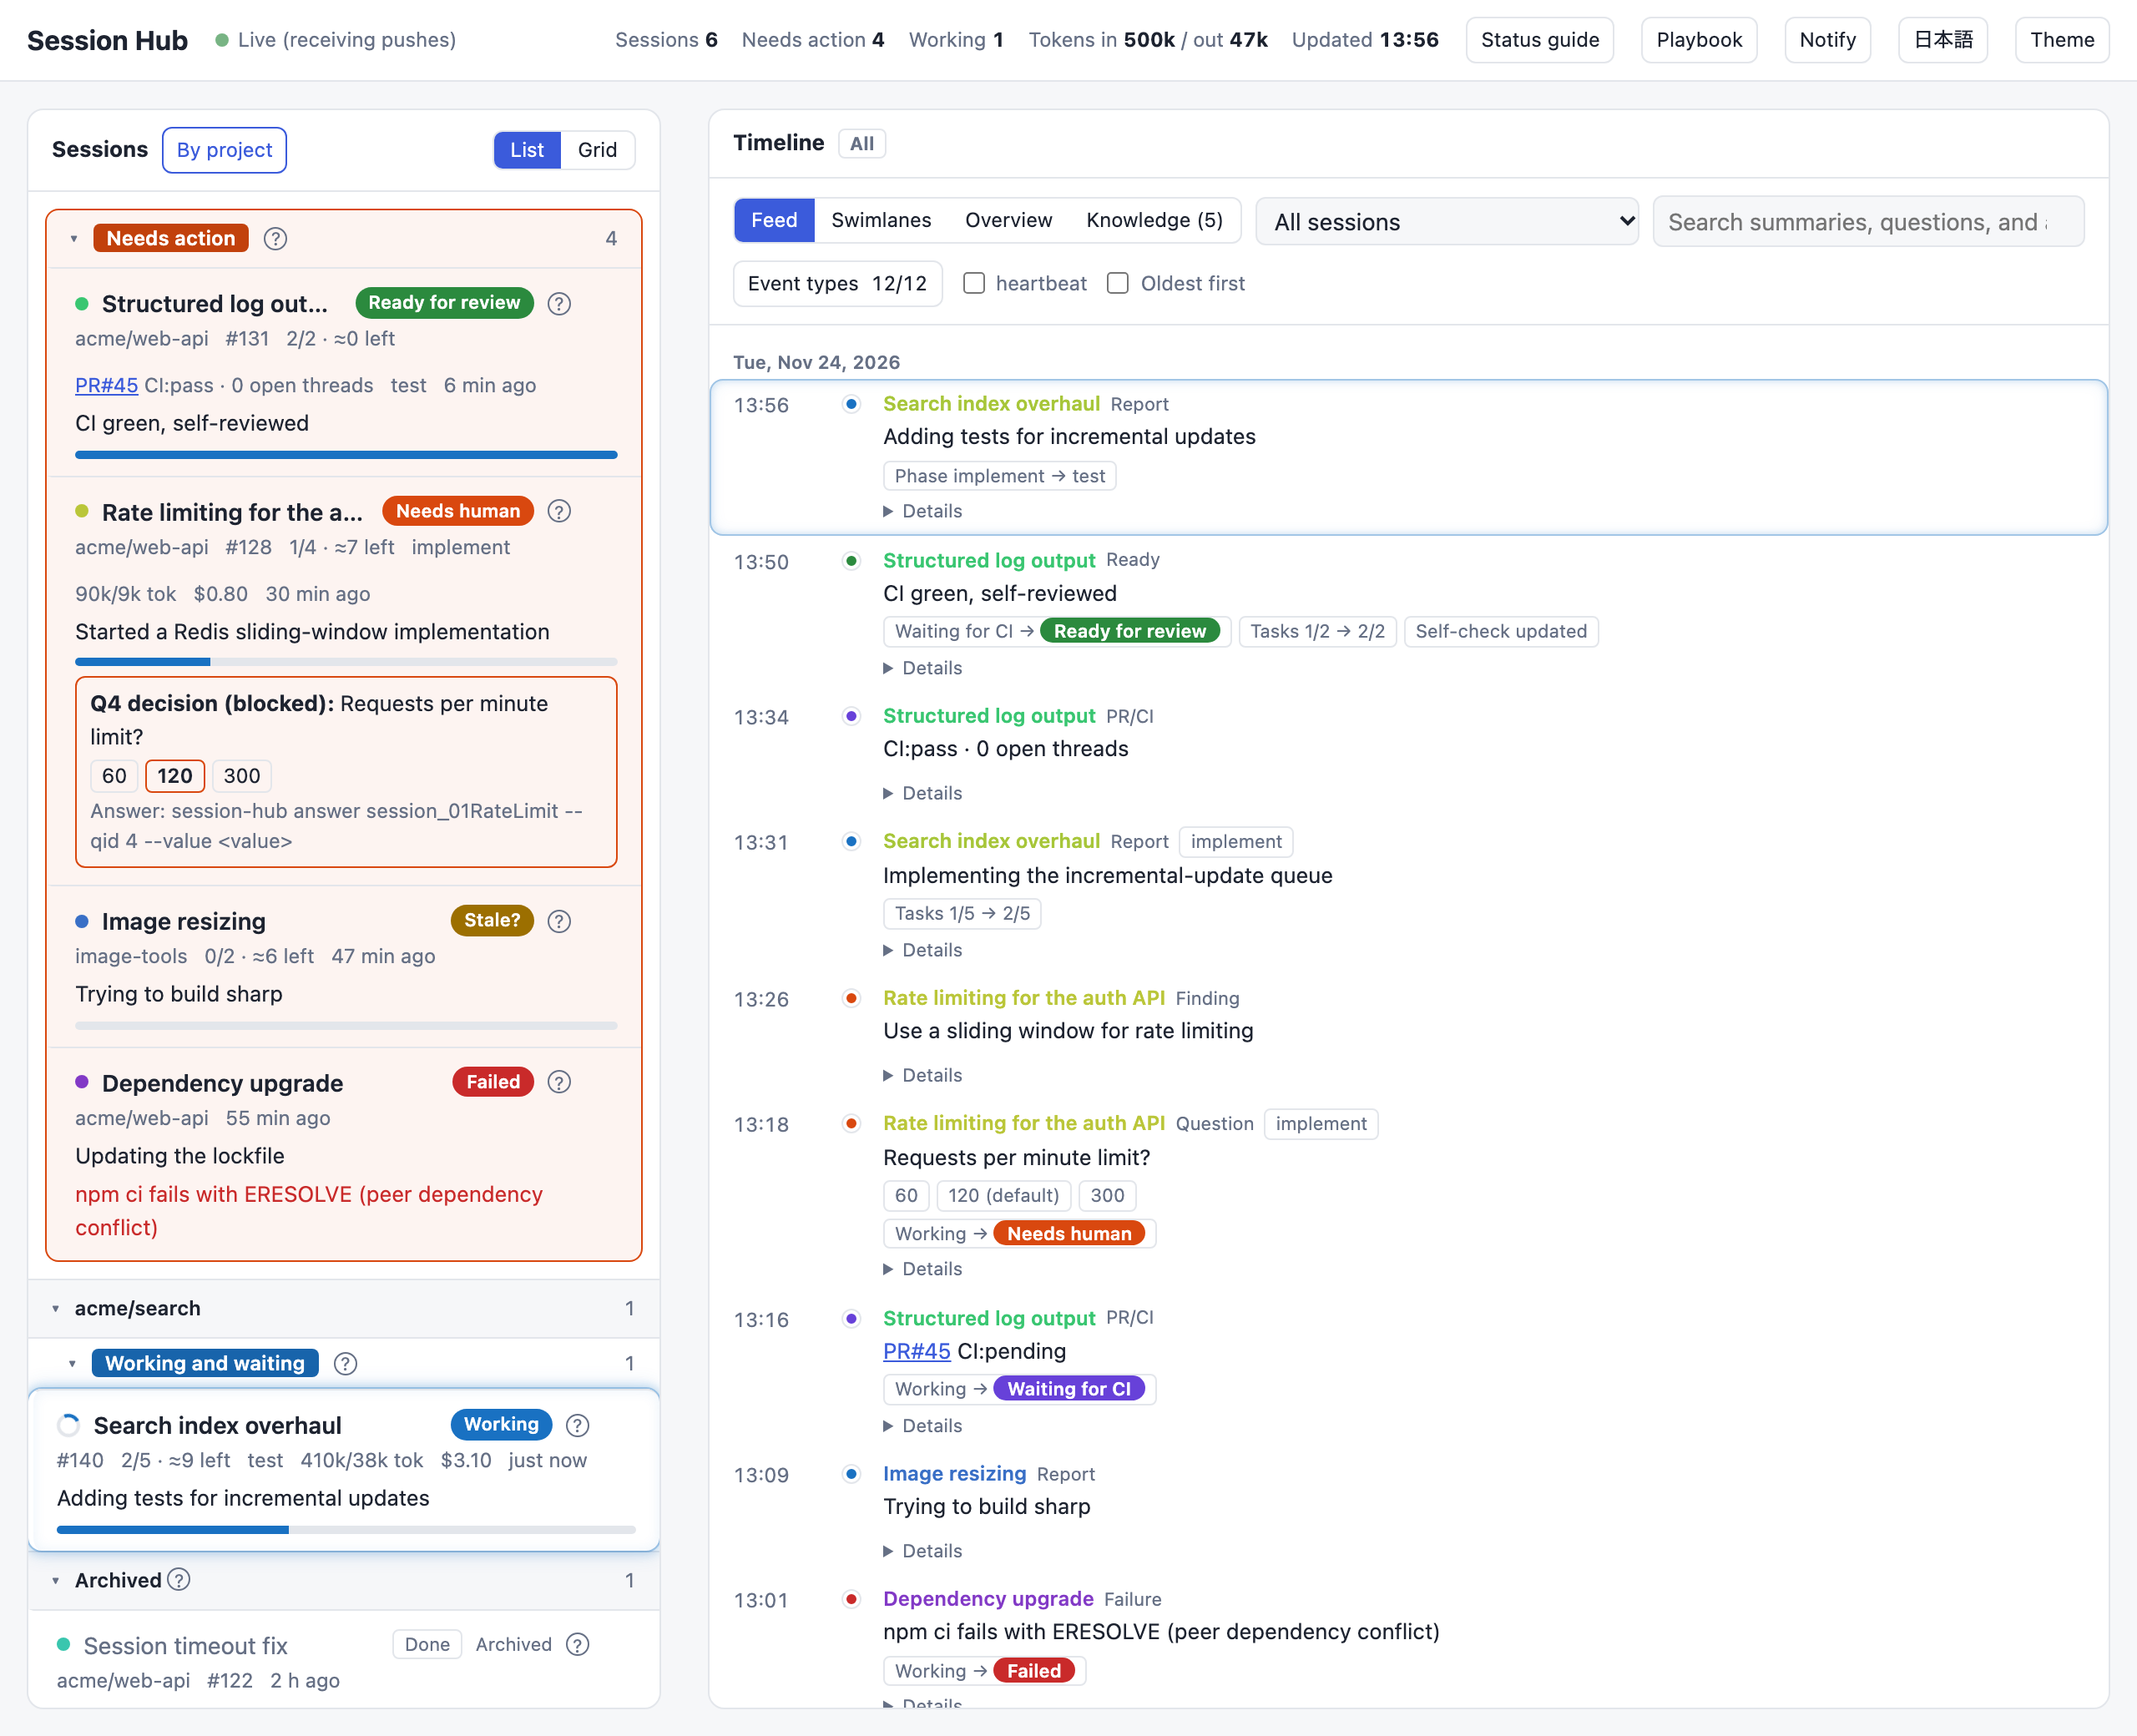 Session Hub
Live (receiving pushes)
Sessions 6 Needs action 4 Working 1 Tokens in 500k / out 47k Updated 13:56
Status guide
Playbook
Notify
日本語
Theme
Sessions
By project
List
Grid
Needs action ? 4
Structured log out... Ready for review ?
acme/web-api #131 2/2 · ≈0 left
PR#45 CI:pass · 0 open threads test 6 min ago
CI green, self-reviewed
Rate limiting for the a... Needs human ?
acme/web-api #128 1/4 · ≈7 left implement
90k/9k tok $0.80 30 min ago
Started a Redis sliding-window implementation
Q4 decision (blocked): Requests per minute
limit?
60 120 300
Answer: session-hub answer session_01RateLimit --
qid 4 --value <value>
Image resizing Stale? ?
image-tools 0/2 · ≈6 left 47 min ago
Trying to build sharp
Dependency upgrade Failed ?
acme/web-api 55 min ago
Updating the lockfile
npm ci fails with ERESOLVE (peer dependency
conflict)
acme/search 1
Working and waiting ? 1
Search index overhaul Working ?
#140 2/5 · ≈9 left test 410k/38k tok $3.10 just now
Adding tests for incremental updates
Archived ? 1
Session timeout fix Done Archived ?
acme/web-api #122 2 h ago
Timeline All
Feed Swimlanes Overview Knowledge (5)
All sessions
Search summaries, questions, and
Event types 12/12 heartbeat Oldest first
Tue, Nov 24, 2026
13:56 Search index overhaul Report
Adding tests for incremental updates
Phase implement → test
Details
13:50 Structured log output Ready
CI green, self-reviewed
Waiting for CI → Ready for review Tasks 1/2 → 2/2 Self-check updated
Details
13:34 Structured log output PR/CI
CI:pass · 0 open threads
Details
13:31 Search index overhaul Report implement
Implementing the incremental-update queue
Tasks 1/5 → 2/5
Details
13:26 Rate limiting for the auth API Finding
Use a sliding window for rate limiting
Details
13:18 Rate limiting for the auth API Question implement
Requests per minute limit?
60 120 (default) 300
Working → Needs human
Details
13:16 Structured log output PR/CI
PR#45 CI:pending
Working → Waiting for CI
Details
13:09 Image resizing Report
Trying to build sharp
Details
13:01 Dependency upgrade Failure
npm ci fails with ERESOLVE (peer dependency conflict)
Working → Failed
Details